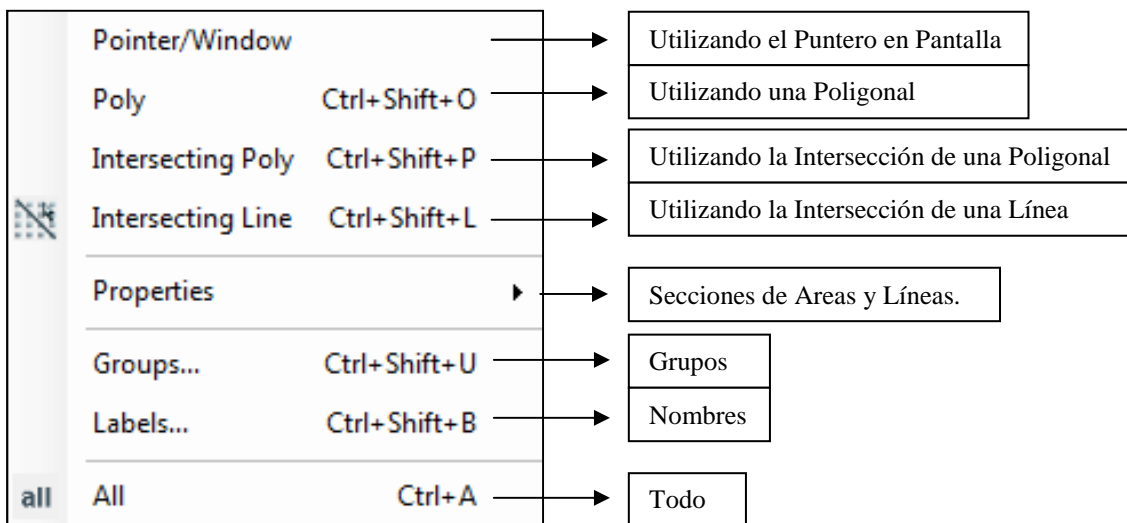 Pointer/Window Utilizando el Puntero en Pantalla
Poly Ctrl+Shift+O Utilizando una Poligonal
Intersecting Poly Ctrl+Shift+P Utilizando la Intersección de una Poligonal
Intersecting Line Ctrl+Shift+L Utilizando la Intersección de una Línea
Properties Secciones de Areas y Líneas.
Groups... Ctrl+Shift+U Grupos
Labels... Ctrl+Shift+B Nombres
all All Ctrl+A Todo